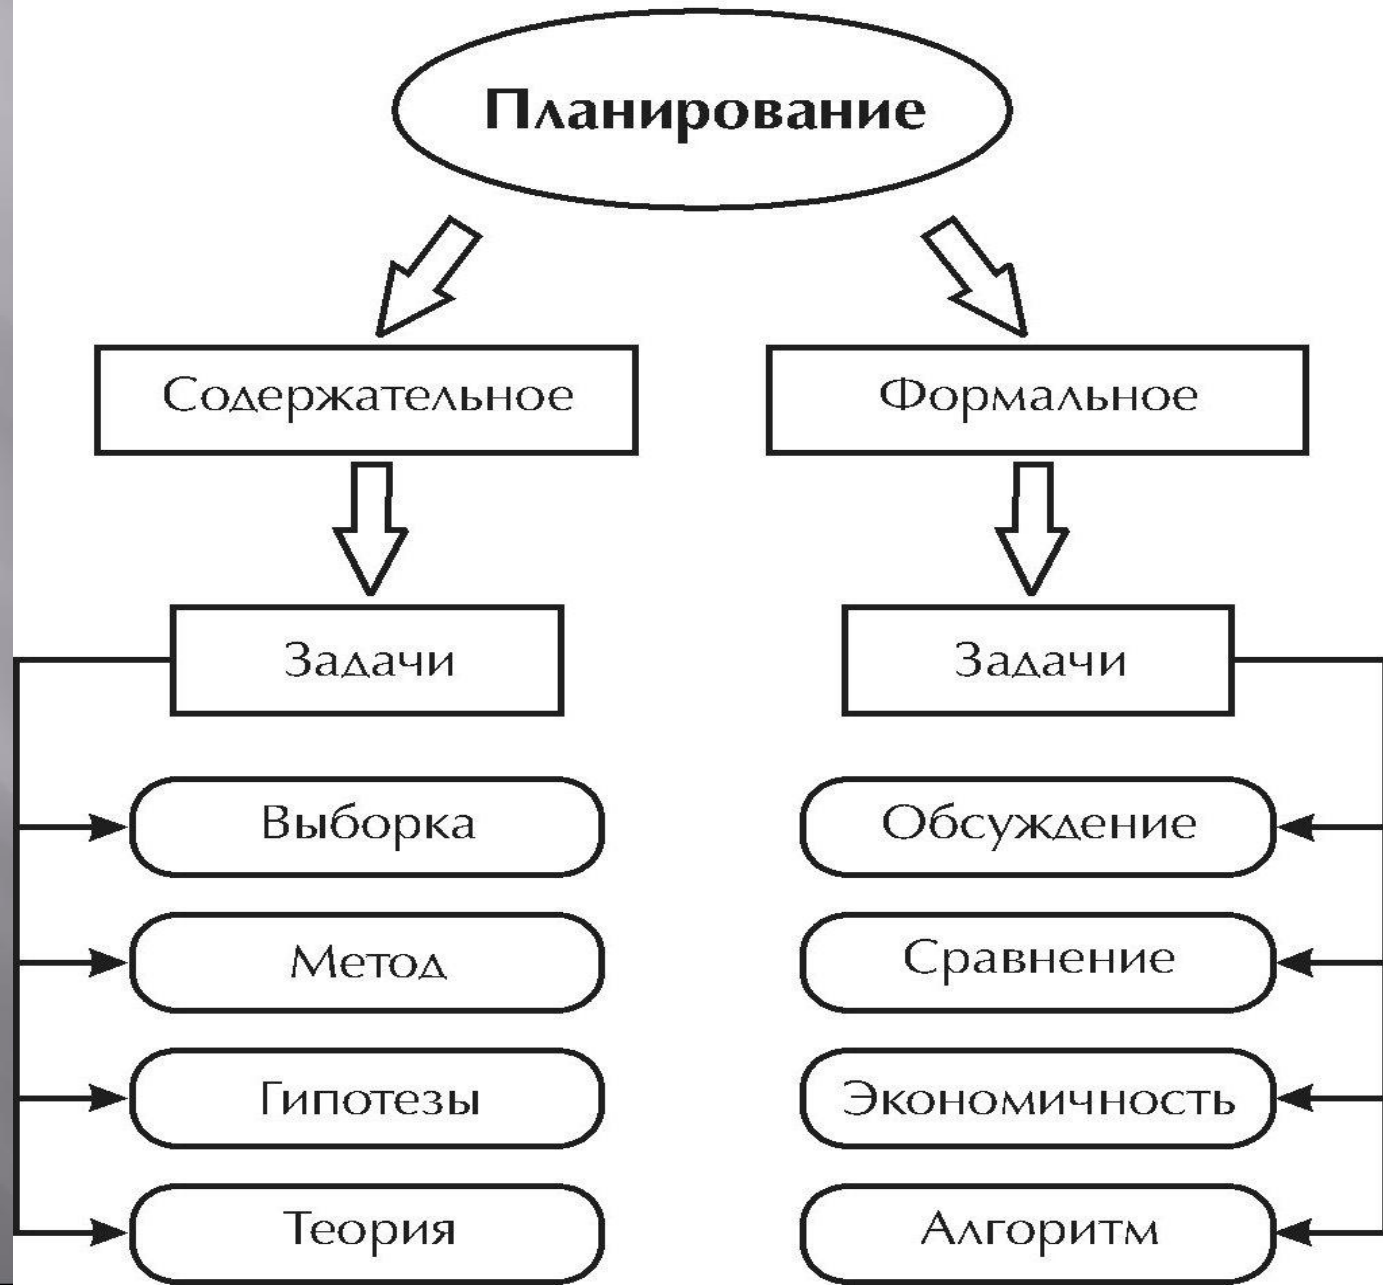 Планирование
Содержательное
Формальное
Задачи
Задачи
Выборка
Обсуждение
Метод
Сравнение
Гипотезы
Экономичность
Теория
Алгоритм